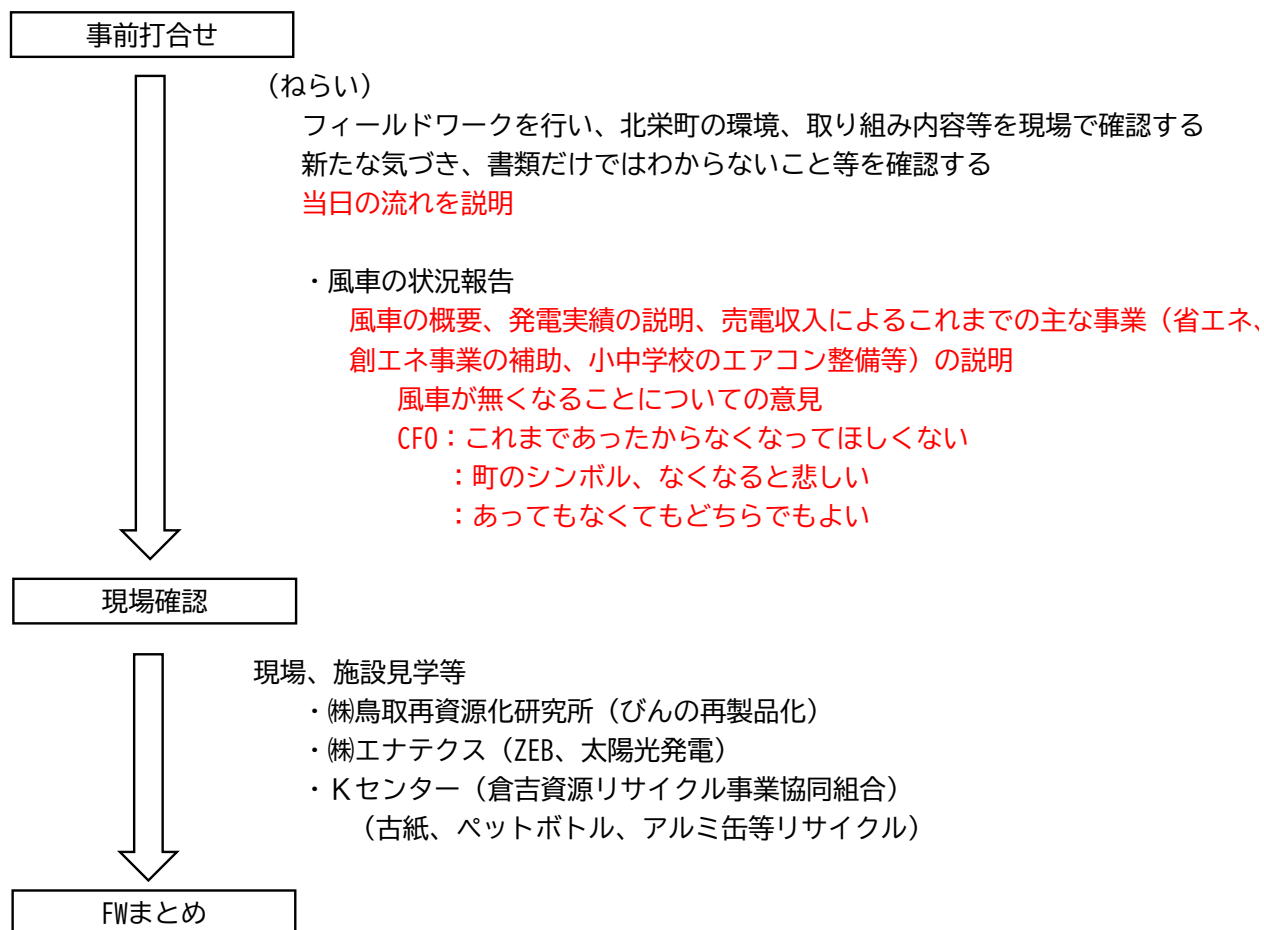 事前打合せ
（ねらい）
フィールドワークを行い、北栄町の環境、取り組み内容等を現場で確認する
新たな気づき、書類だけではわからないこと等を確認する
当日の流れを説明
・風車の状況報告
風車の概要、発電実績の説明、売電収入によるこれまでの主な事業（省エネ、
創エネ事業の補助、小中学校のエアコン整備等）の説明
風車が無くなることについての意見
CFO：これまであったからなくなってほしくない
：町のシンボル、なくなると悲しい
：あってもなくてもどちらでもよい
現場確認
現場、施設見学等
・㈱鳥取再資源化研究所（びんの再製品化）
・㈱エナテクス（ZEB、太陽光発電）
・Ｋセンター（倉吉資源リサイクル事業協同組合）
（古紙、ペットボトル、アルミ缶等リサイクル）
FWまとめ